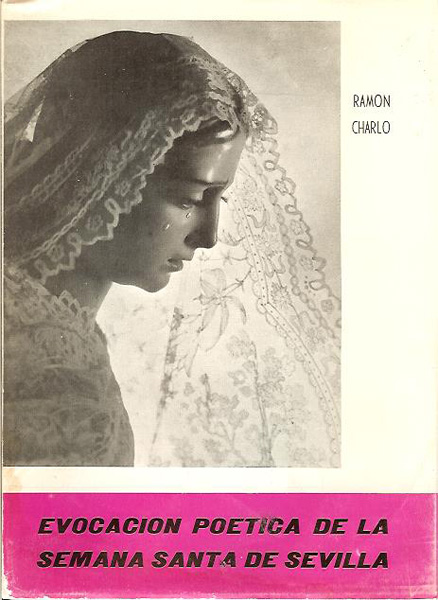 RAMON
CHARLO
EVOCACION POETICA DE LA
SEMANA SANTA DE SEVILLA